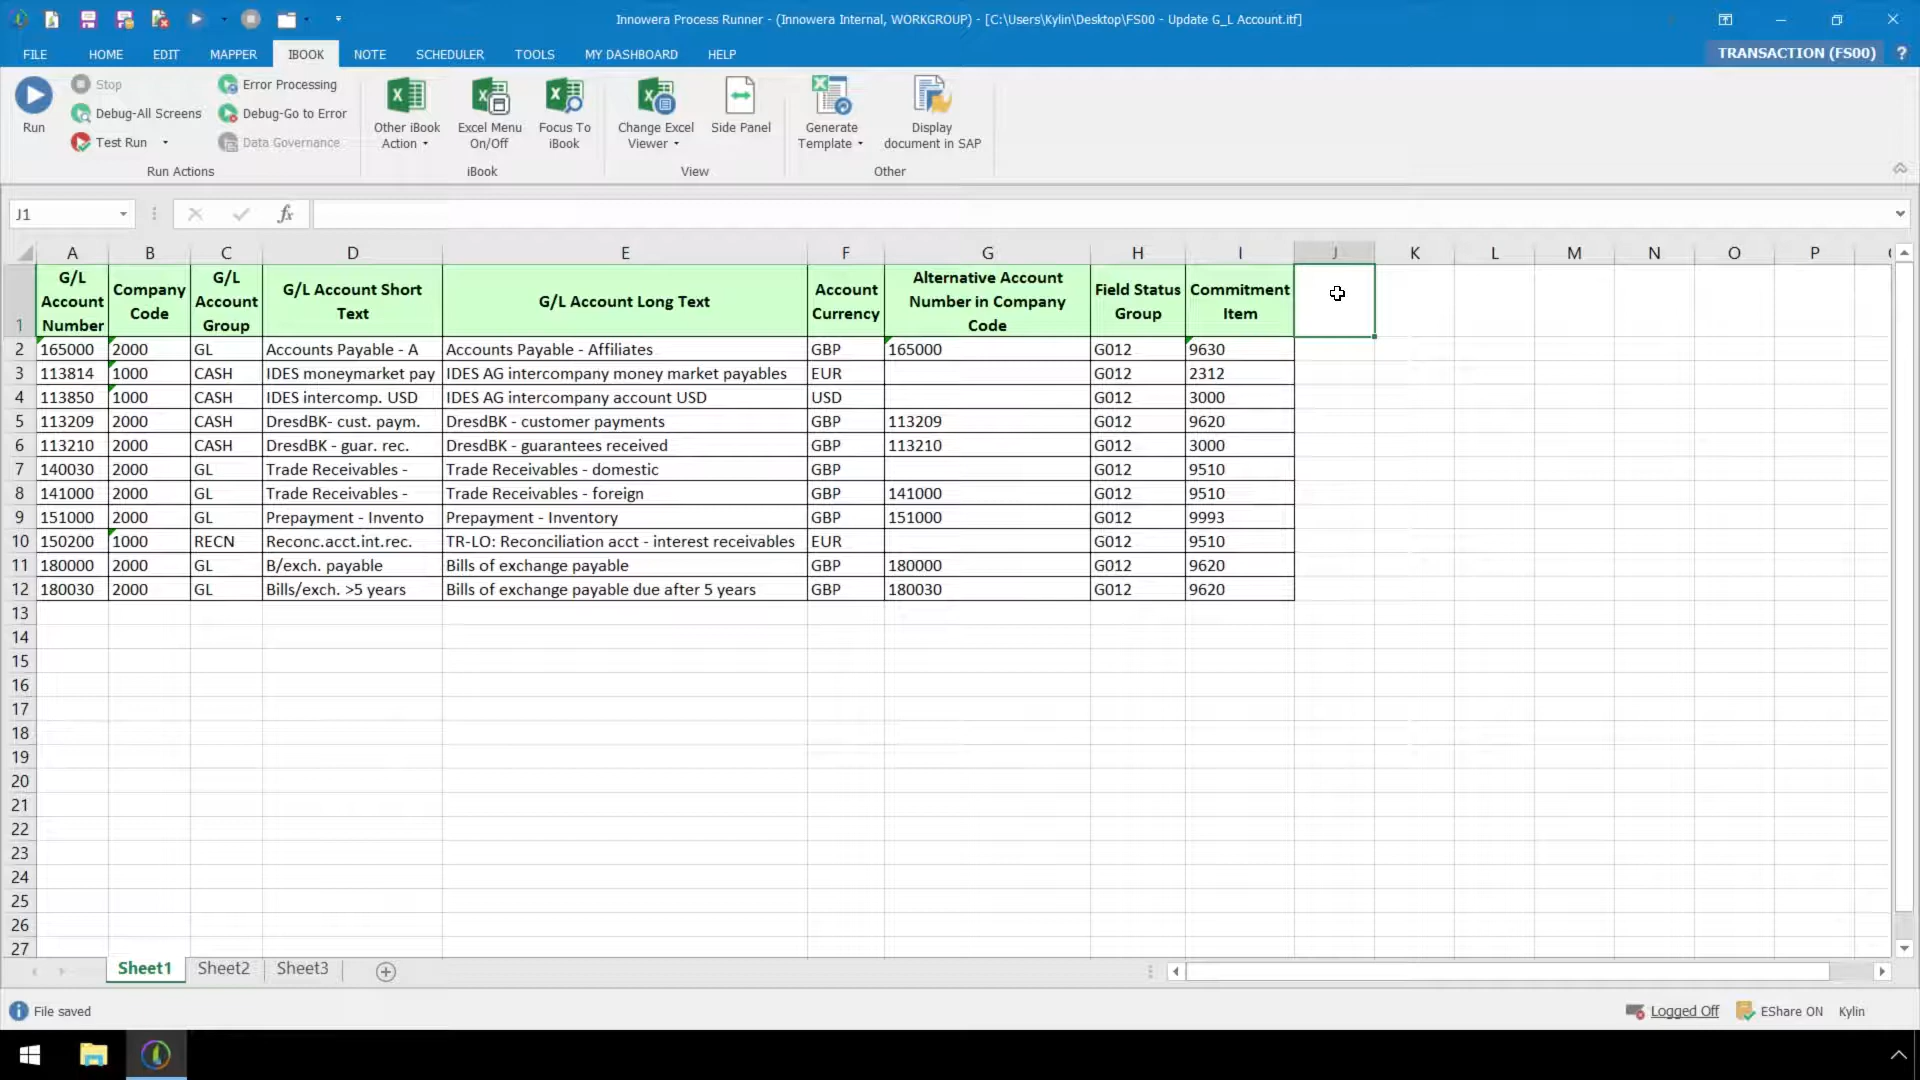 Innowera Process Runner - (Innowera Internal, WORKGROUP) - [C:\Users\Kylin\Desktop\FS00 - Update G_L Account.itf]
FILE HOME EDIT MAPPER IBOOK NOTE SCHEDULER TOOLS MY DASHBOARD HELP TRANSACTION (FS00) ?
Run
Stop
Debug-All Screens
Test Run
Error Processing
Debug-Go to Error
Data Governance
Run Actions
Other iBook
Action
Excel Menu
On/Off
Focus To
iBook
iBook
Change Excel
Viewer
Side Panel
View
Generate
Template
Display
document in SAP
Other
J1 fx
A B C D E F G H I J K L M N O P
1
G/L
Account
Number
Company
Code
G/L
Account
Group
G/L Account Short
Text
G/L Account Long Text
Account
Currency
Alternative Account
Number in Company
Code
Field Status
Group
Commitment
Item
2 165000 2000 GL Accounts Payable - A Accounts Payable - Affiliates GBP 165000 G012 9630
3 113814 1000 CASH IDES moneymarket pay IDES AG intercompany money market payables EUR G012 2312
4 113850 1000 CASH IDES intercomp. USD IDES AG intercompany account USD USD G012 3000
5 113209 2000 CASH DresdBK- cust. paym. DresdBK - customer payments GBP 113209 G012 9620
6 113210 2000 CASH DresdBK - guar. rec. DresdBK - guarantees received GBP 113210 G012 3000
7 140030 2000 GL Trade Receivables - Trade Receivables - domestic GBP G012 9510
8 141000 2000 GL Trade Receivables - Trade Receivables - foreign GBP 141000 G012 9510
9 151000 2000 GL Prepayment - Invento Prepayment - Inventory GBP 151000 G012 9993
10 150200 1000 RECN Reconc.acct.int.rec. TR-LO: Reconciliation acct - interest receivables EUR G012 9510
11 180000 2000 GL B/exch. payable Bills of exchange payable GBP 180000 G012 9620
12 180030 2000 GL Bills/exch. >5 years Bills of exchange payable due after 5 years GBP 180030 G012 9620
13
14
15
16
17
18
19
20
21
22
23
24
25
26
27
Sheet1 Sheet2 Sheet3
File saved Logged Off EShare ON Kylin